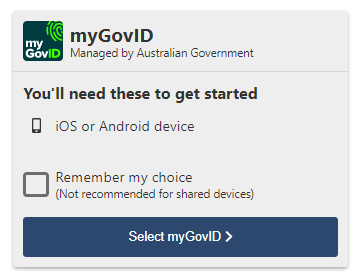 my
GovID
myGovID
Managed by Australian Government
You'll need these to get started
iOS or Android device
Remember my choice
(Not recommended for shared devices)
Select myGovID